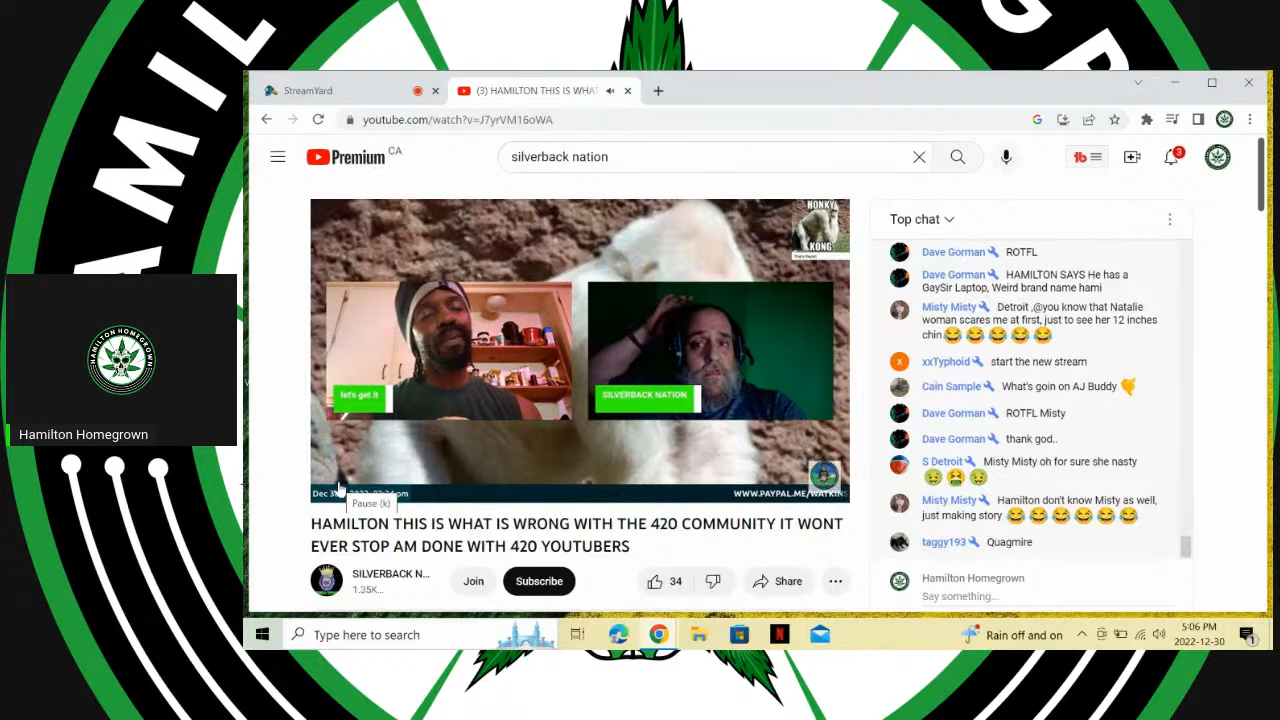 HAMIL
GR
StreamYard
(3) HAMILTON THIS IS WHAT
youtube.com/watch?v=J7yrVM16oWA
Premium CA
silverback nation
tb
3
HONKY
KONG
let's get it
SILVERBACK NATION
WWW.PAYPAL.ME/WATKINS
Pause (k)
HAMILTON THIS IS WHAT IS WRONG WITH THE 420 COMMUNITY IT WONT
EVER STOP AM DONE WITH 420 YOUTUBERS
SILVERBACK N...
1.35K...
Join
Subscribe
34
Share
Top chat
Dave Gorman ROTFL
Dave Gorman HAMILTON SAYS He has a
GaySir Laptop, Weird brand name hami
Misty Misty Detroit ,@you know that Natalie
woman scares me at first, just to see her 12 inches
chin 😂😂😂😂😂
X
xxTyphoid start the new stream
Cain Sample What's goin on AJ Buddy
Dave Gorman ROTFL Misty
Dave Gorman thank god..
S Detroit Misty Misty oh for sure she nasty
🤢🤮🤢
Misty Misty Hamilton don't know Misty as well,
just making story 😂😂😂😂😂😂
taggy193 Quagmire
Hamilton Homegrown
Say something...
HAMILTON HOMEGROWN
Hamilton Homegrown
Type here to search
N
Rain off and on
5:06 PM
2022-12-30
1